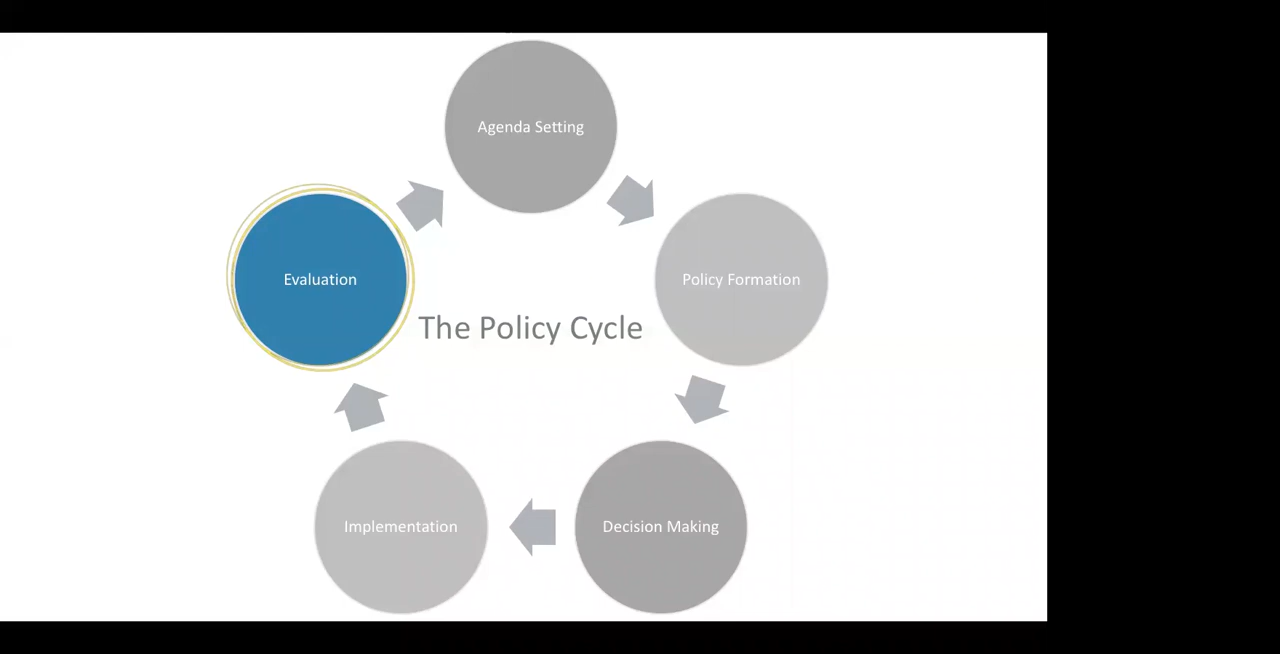 Agenda Setting
Evaluation
Policy Formation
The Policy Cycle
Implementation
Decision Making